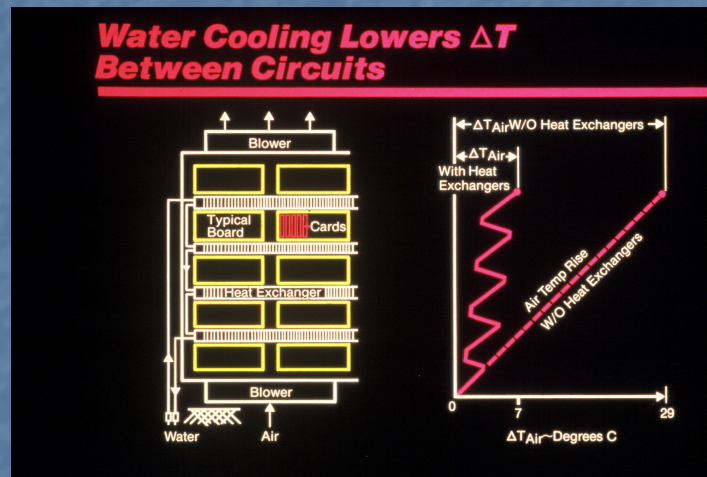 Water Cooling Lowers ΔT
Between Circuits
Blower
Typical
Board
Cards
Heat Exchanger
Blower
Water
Air
ΔTAir W/O Heat Exchangers
ΔTAir
With Heat
Exchangers
Air Temp Rise
W/O Heat Exchangers
0
7
29
ΔTAir~Degrees C